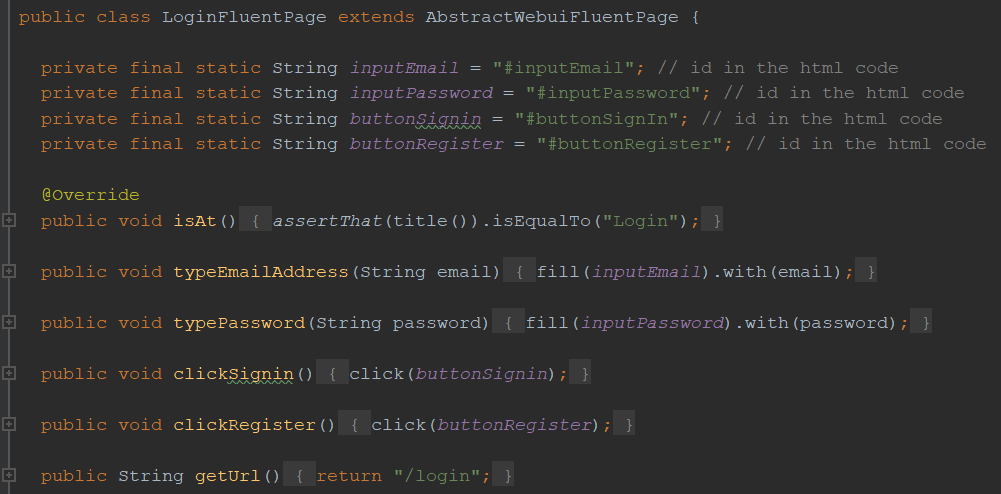 public class LoginFluentPage extends AbstractWebuiFluentPage {
private final static String inputEmail = "#inputEmail"; // id in the html code
private final static String inputPassword = "#inputPassword"; // id in the html code
private final static String buttonSignin = "#buttonSignIn"; // id in the html code
private final static String buttonRegister = "#buttonRegister"; // id in the html code
@Override
public void isAt() { assertThat(title()).isEqualTo("Login"); }
public void typeEmailAddress(String email) { fill(inputEmail).with(email); }
public void typePassword(String password) { fill(inputPassword).with(password); }
public void clickSignin() { click(buttonSignin); }
public void clickRegister() { click(buttonRegister); }
public String getUrl() { return "/login"; }